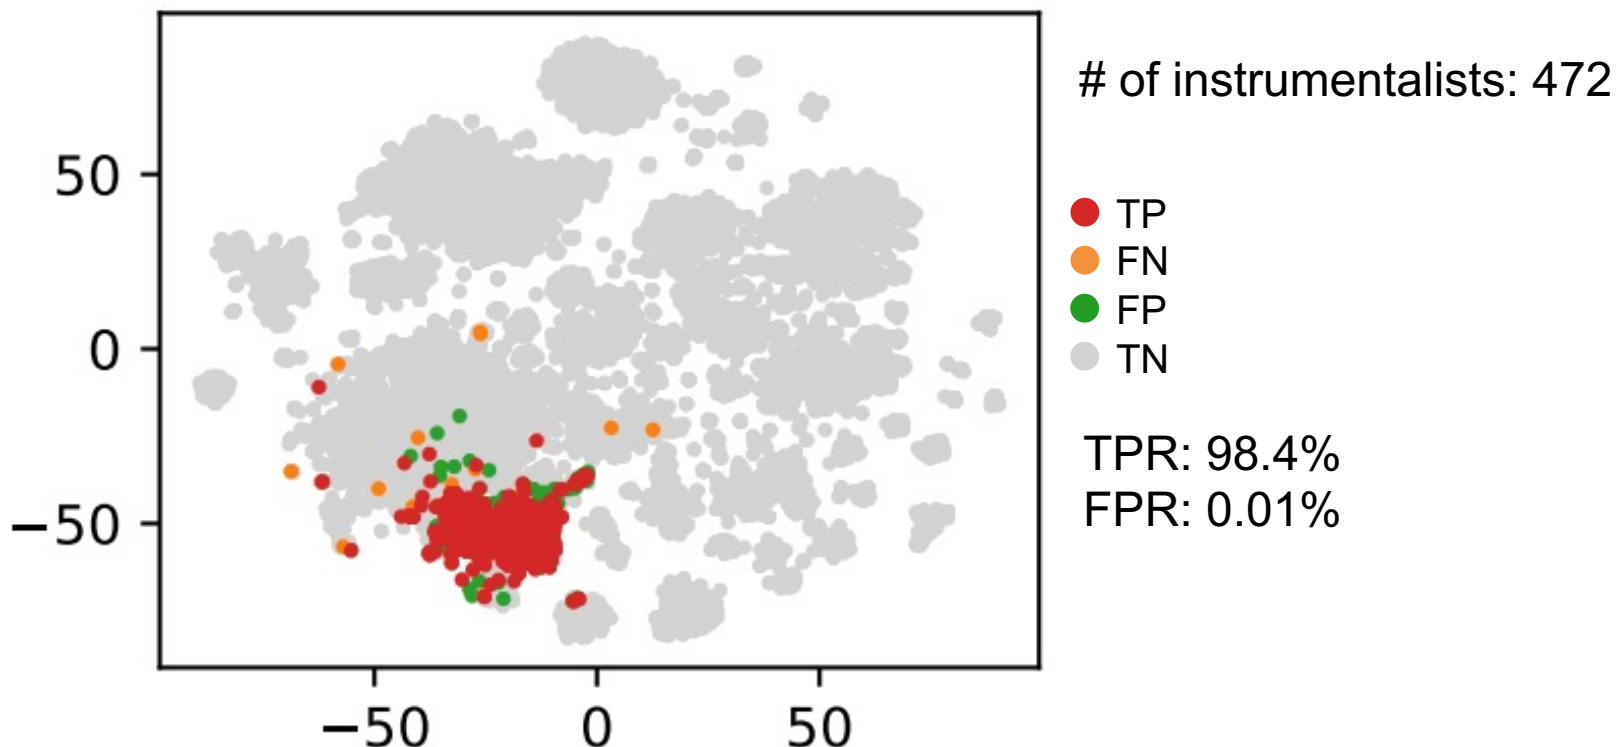 # of instrumentalists: 472
50
0
−50
TP
FN
FP
TN
TPR: 98.4%
FPR: 0.01%
−50 0 50